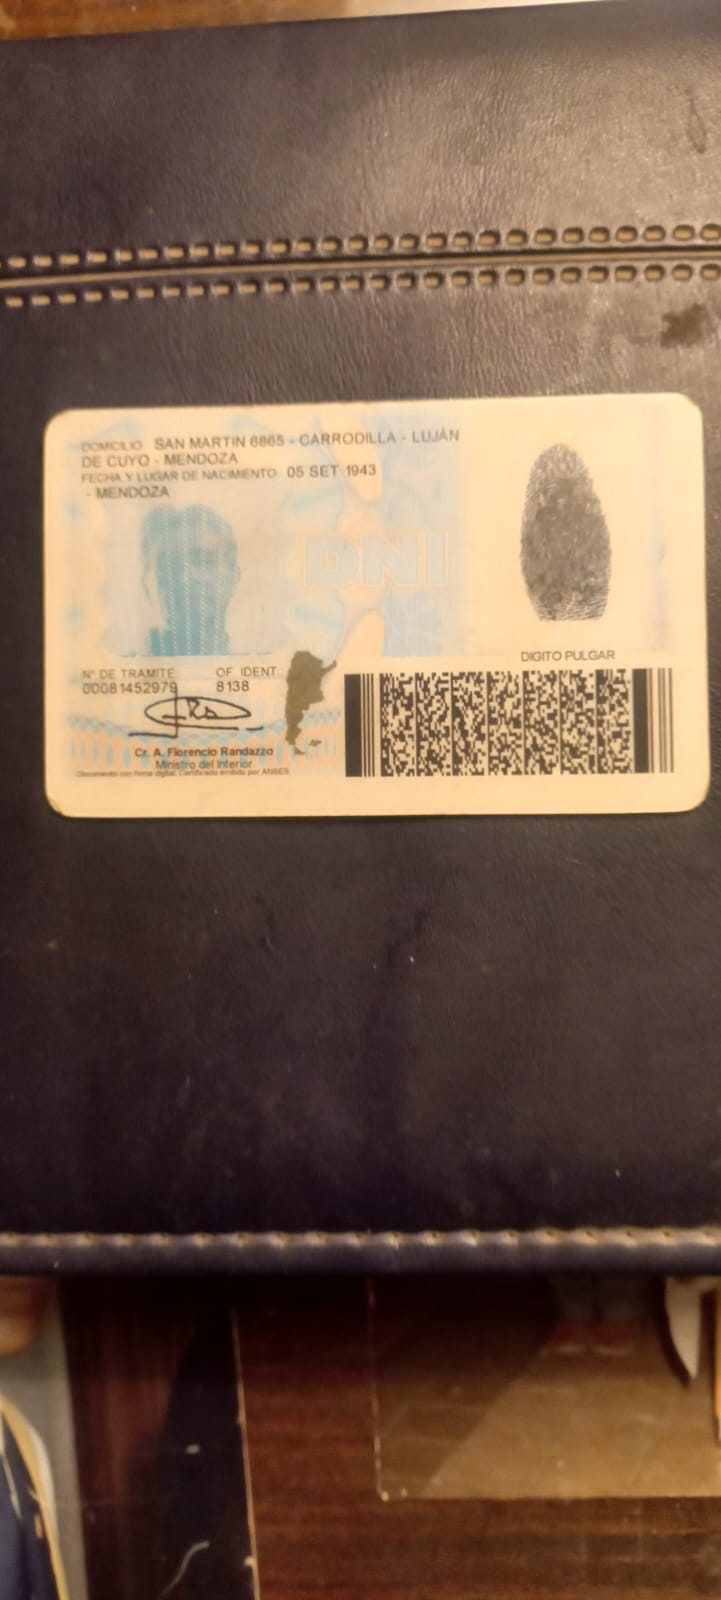 DOMICILIO: SAN MARTIN 6865 - CARRODILLA - LUJÁN
DE CUYO - MENDOZA
FECHA Y LUGAR DE NACIMIENTO: 05 SET 1943
- MENDOZA
DNI
DIGITO PULGAR
N° DE TRAMITE: OF IDENT
00081452979 8138
Cr. A. Florencio Randazzo
Ministro del Interior
Documento con firma digital. Certificado emitido por ANSES